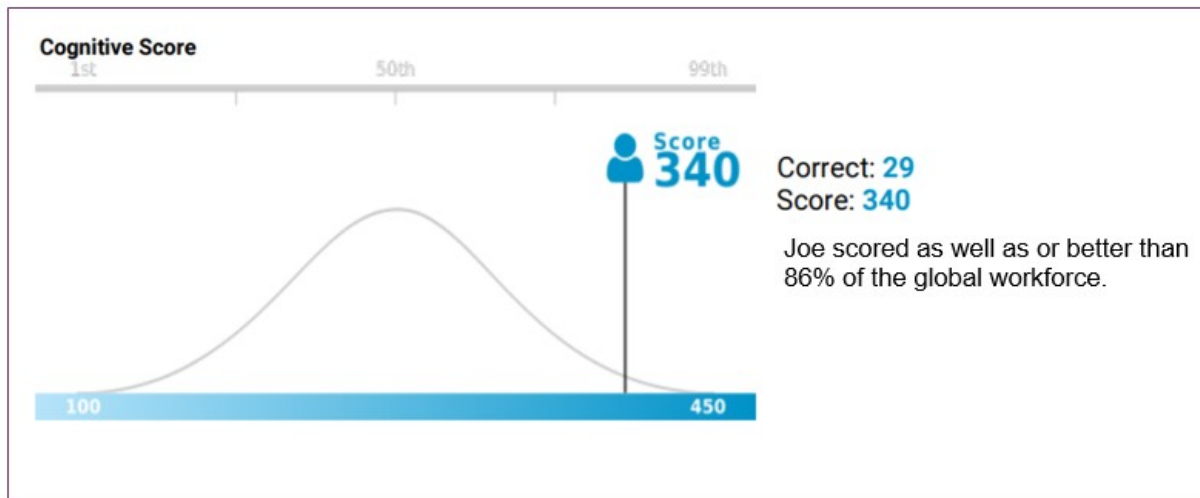 Cognitive Score
1st 50th 99th
Score
340
Correct: 29
Score: 340
Joe scored as well as or better than
86% of the global workforce.
100 450